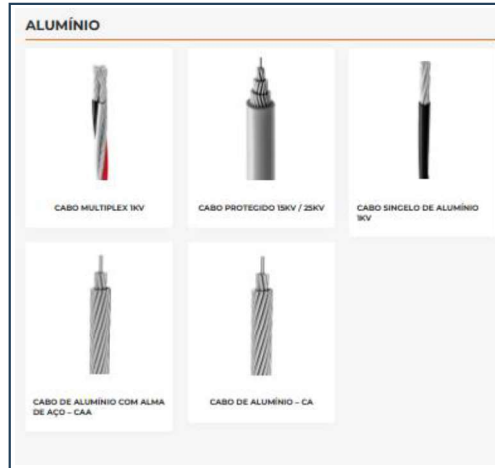 ALUMÍNIO
CABO MULTIPLEX 1KV
CABO PROTEGIDO 15KV / 25KV
CABO SINGELO DE ALUMÍNIO
1KV
CABO DE ALUMÍNIO COM ALMA
DE AÇO – CAA
CABO DE ALUMÍNIO – CA